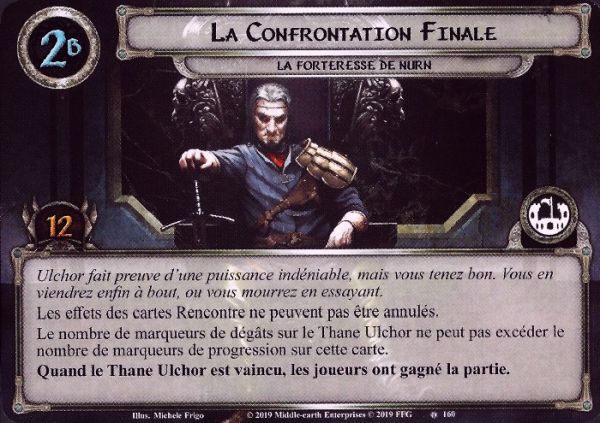 2B
LA CONFRONTATION FINALE
LA FORTERESSE DE NURN
12
Ulchor fait preuve d'une puissance indéniable, mais vous tenez bon. Vous en
viendrez enfin à bout, ou vous mourrez en essayant.
Les effets des cartes Rencontre ne peuvent pas être annulés.
Le nombre de marqueurs de dégâts sur le Thane Ulchor ne peut pas excéder le
nombre de marqueurs de progression sur cette carte.
Quand le Thane Ulchor est vaincu, les joueurs ont gagné la partie.
Illus. Michele Frigo © 2019 Middle-earth Enterprises © 2019 FFG 160